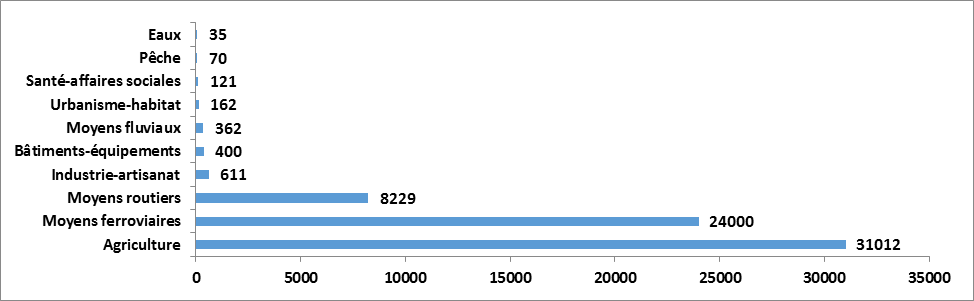 Eaux 35
Pêche 70
Santé-affaires sociales 121
Urbanisme-habitat 162
Moyens fluviaux 362
Bâtiments-équipements 400
Industrie-artisanat 611
Moyens routiers 8229
Moyens ferroviaires 24000
Agriculture 31012
0 5000 10000 15000 20000 25000 30000 35000